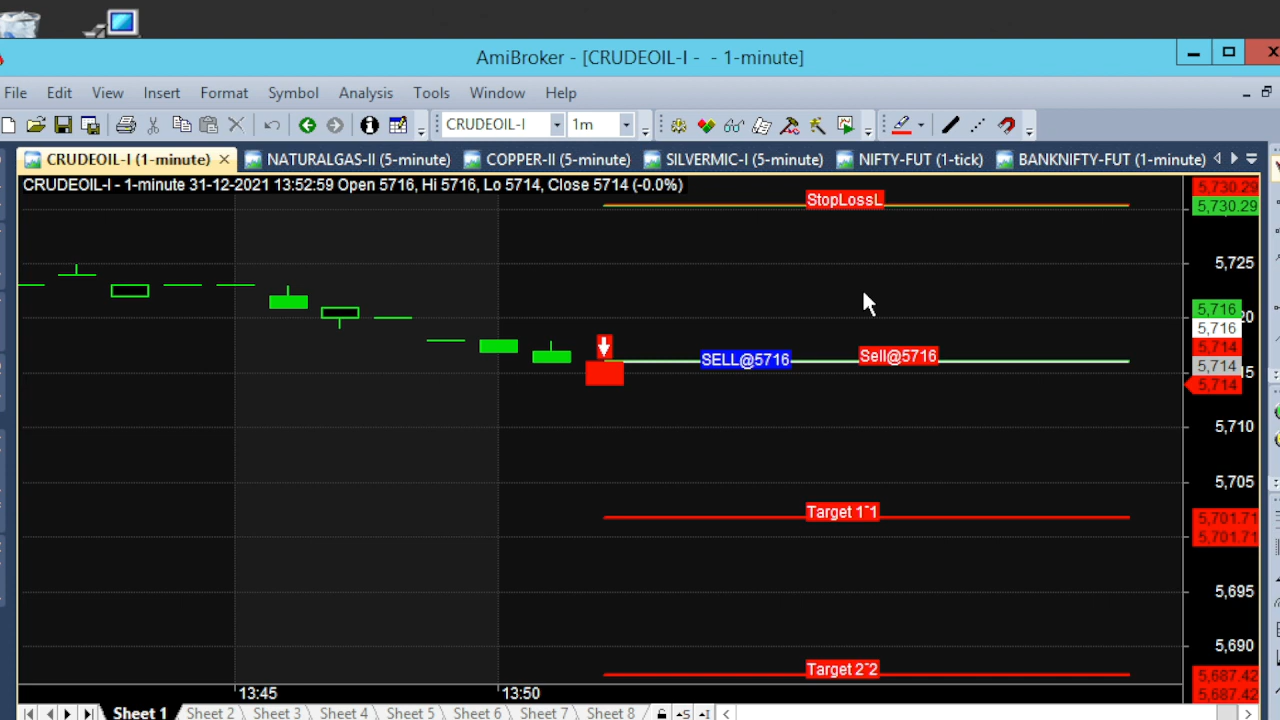 AmiBroker - [CRUDEOIL-I - - 1-minute]
File Edit View Insert Format Symbol Analysis Tools Window Help
CRUDEOIL-I 1m
CRUDEOIL-I (1-minute) NATURALGAS-II (5-minute) COPPER-II (5-minute) SILVERMIC-I (5-minute) NIFTY-FUT (1-tick) BANKNIFTY-FUT (1-minute)
CRUDEOIL-I - 1-minute 31-12-2021 13:52:59 Open 5716, Hi 5716, Lo 5714, Close 5714 (-0.0%)
5,730.29
StopLossL
5,730.29
5,725
5,716
5,716
5,714
SELL@5716 Sell@5716
5,714
5,714
5,710
5,705
Target 1~1
5,701.71
5,701.71
5,695
5,690
Target 2~2
5,687.42
5,687.42
13:45 13:50
Sheet 1 Sheet 2 Sheet 3 Sheet 4 Sheet 5 Sheet 6 Sheet 7 Sheet 8